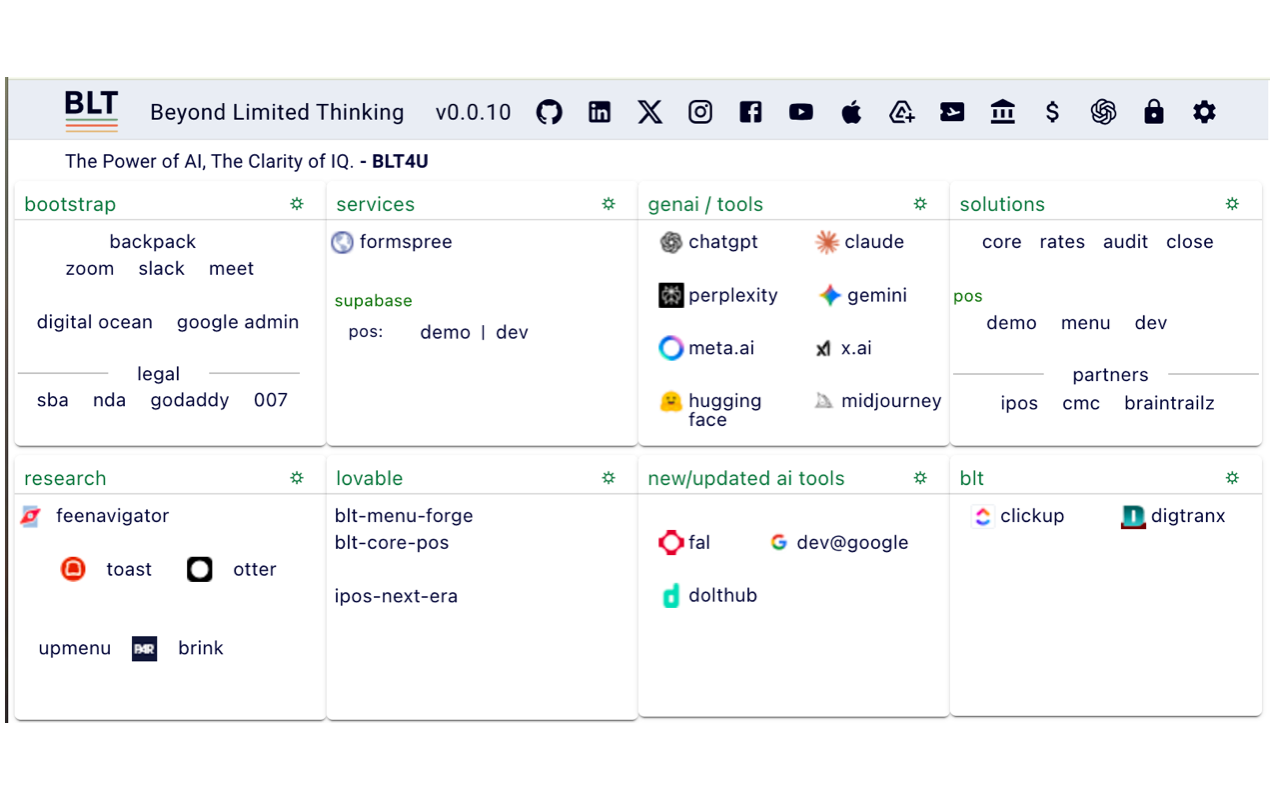 BLT
Beyond Limited Thinking v0.0.10 $
The Power of AI, The Clarity of IQ. - BLT4U
bootstrap
backpack
zoom slack meet
digital ocean google admin
legal
sba nda godaddy 007
services
formspree
supabase
pos: demo | dev
genai / tools
chatgpt claude
perplexity gemini
meta.ai x.ai
hugging face midjourney
solutions
core rates audit close
pos
demo menu dev
partners
ipos cmc braintrailz
research
feenavigator
toast otter
upmenu PAR brink
lovable
blt-menu-forge
blt-core-pos
ipos-next-era
new/updated ai tools
fal dev@google
dolthub
blt
clickup digtranx